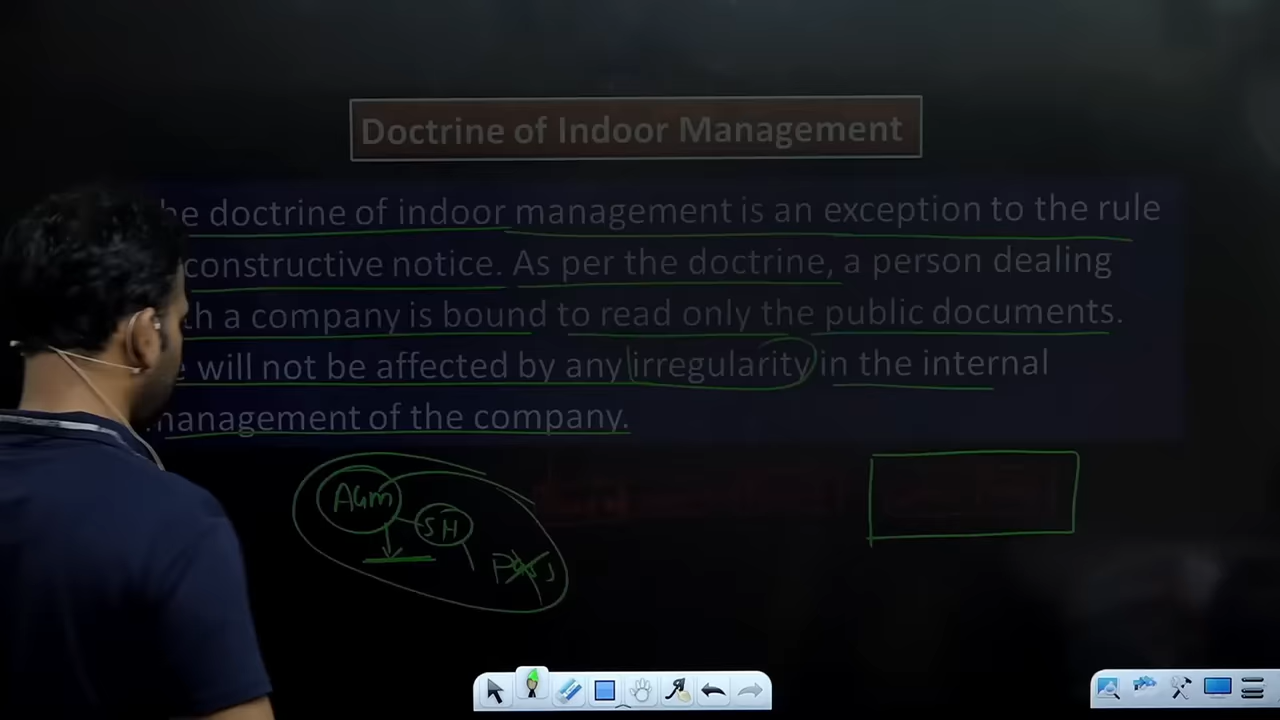 Doctrine of Indoor Management
he doctrine of indoor management is an exception to the rule
constructive notice. As per the doctrine, a person dealing
th a company is bound to read only the public documents.
will not be affected by any irregularity in the internal
management of the company.
AGM
SH